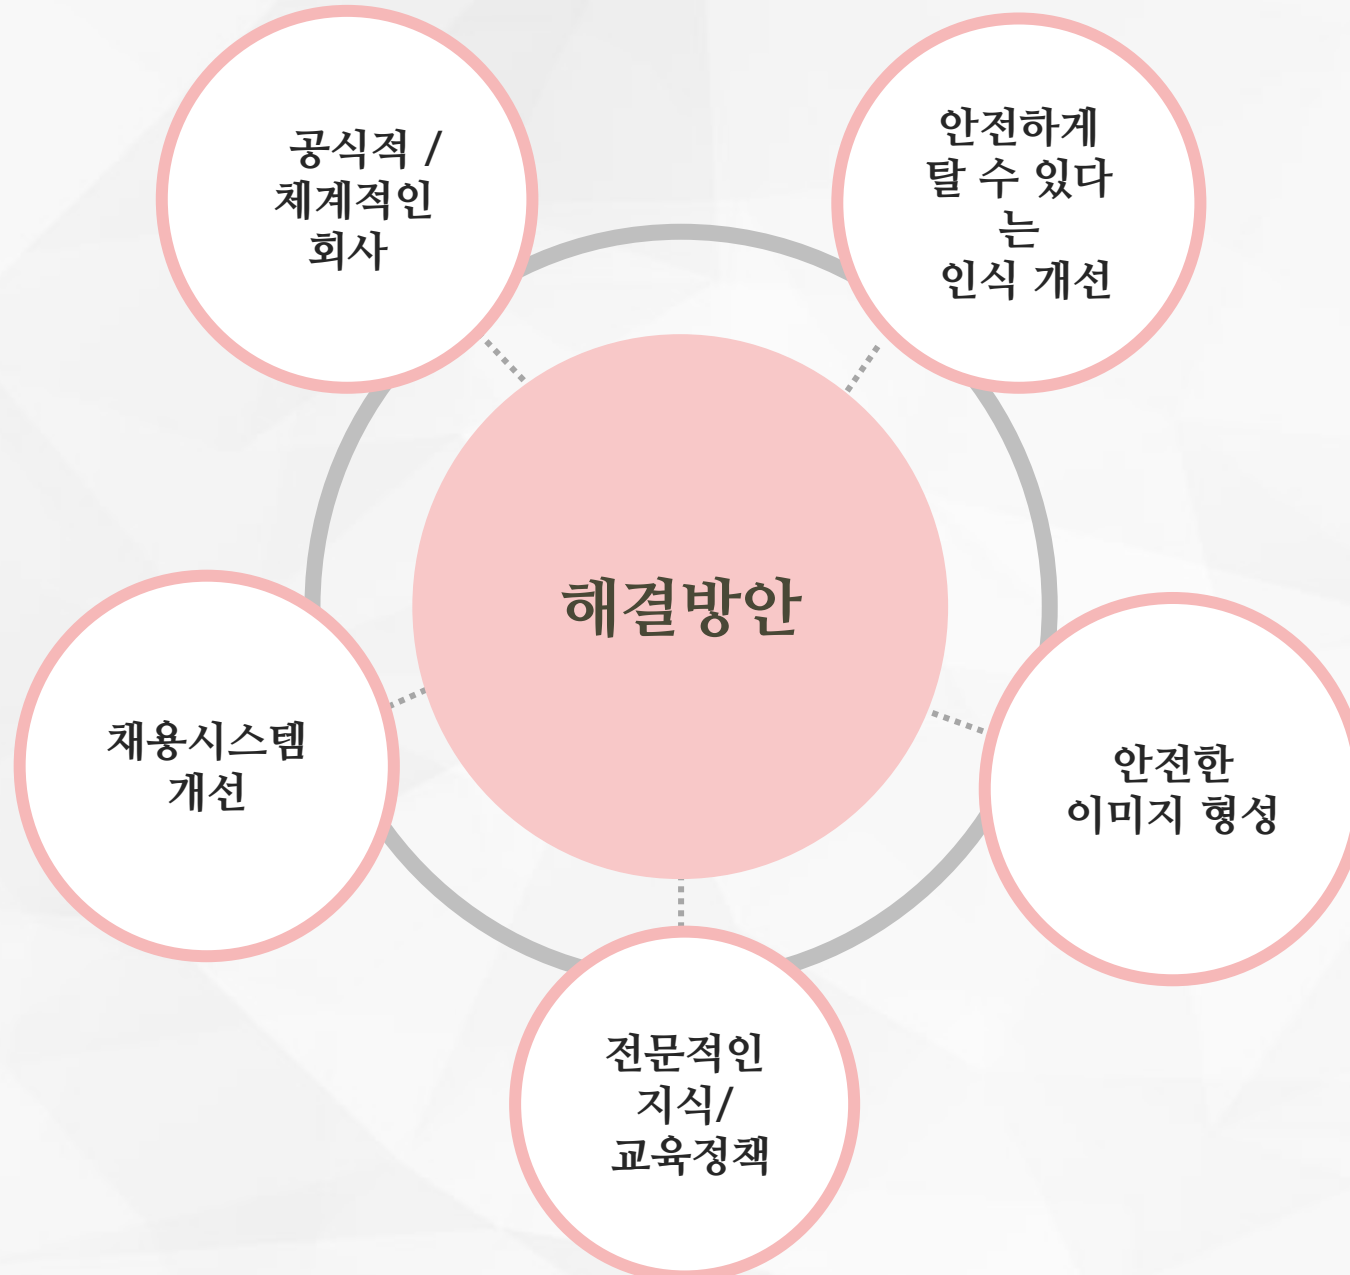 공식적 /
체계적인
회사
안전하게
탈 수 있다
는
인식 개선
해결방안
채용시스템
개선
안전한
이미지 형성
전문적인
지식/
교육정책